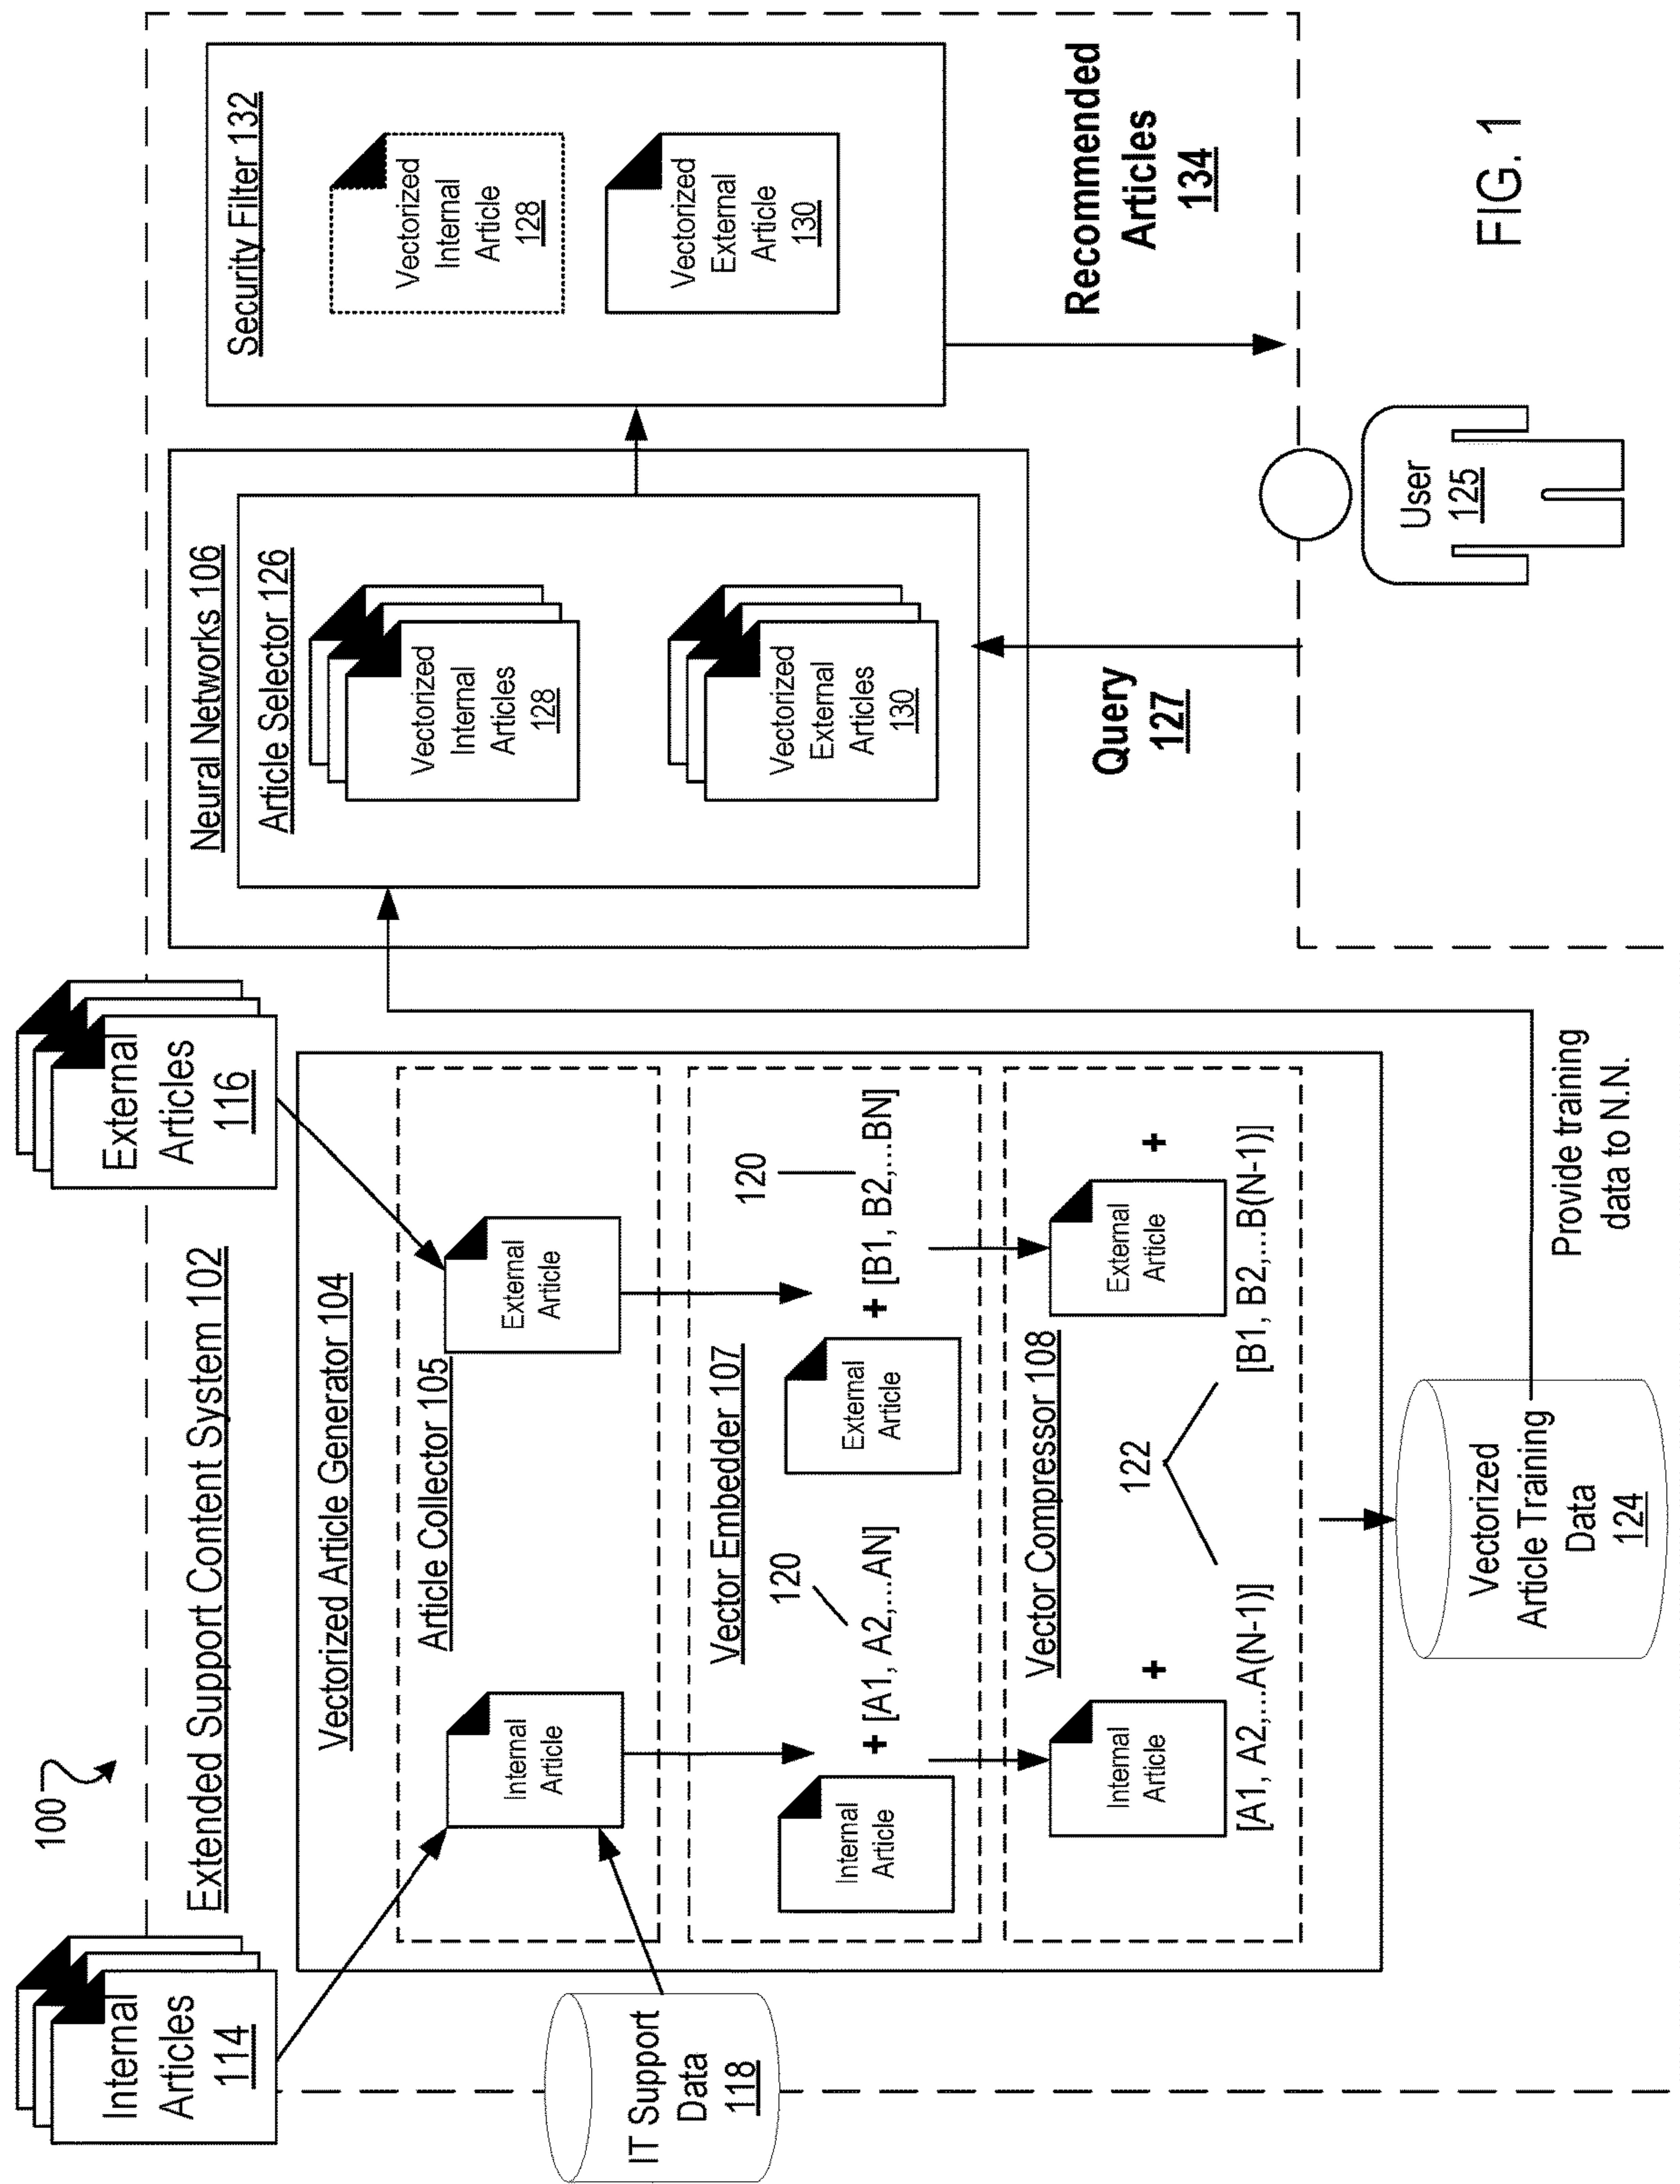 100
Internal
Articles
114
External
Articles
116
Extended Support Content System 102
Vectorized Article Generator 104
Article Collector 105
Internal
Article
External
Article
IT Support
Data
118
Vector Embedder 107
120
120
Internal
Article
+ [A1, A2,...AN]
External
Article
+ [B1, B2,...BN]
Vector Compressor 108
Internal
Article
+
[A1, A2,...A(N-1)]
122
External
Article
+
[B1, B2,...B(N-1)]
Vectorized
Article Training
Data
124
Provide training
data to N.N.
Neural Networks 106
Article Selector 126
Vectorized
Internal
Articles
128
Vectorized
External
Articles
130
Query
127
Security Filter 132
Vectorized
Internal
Article
128
Vectorized
External
Article
130
Recommended
Articles
134
User
125
FIG. 1